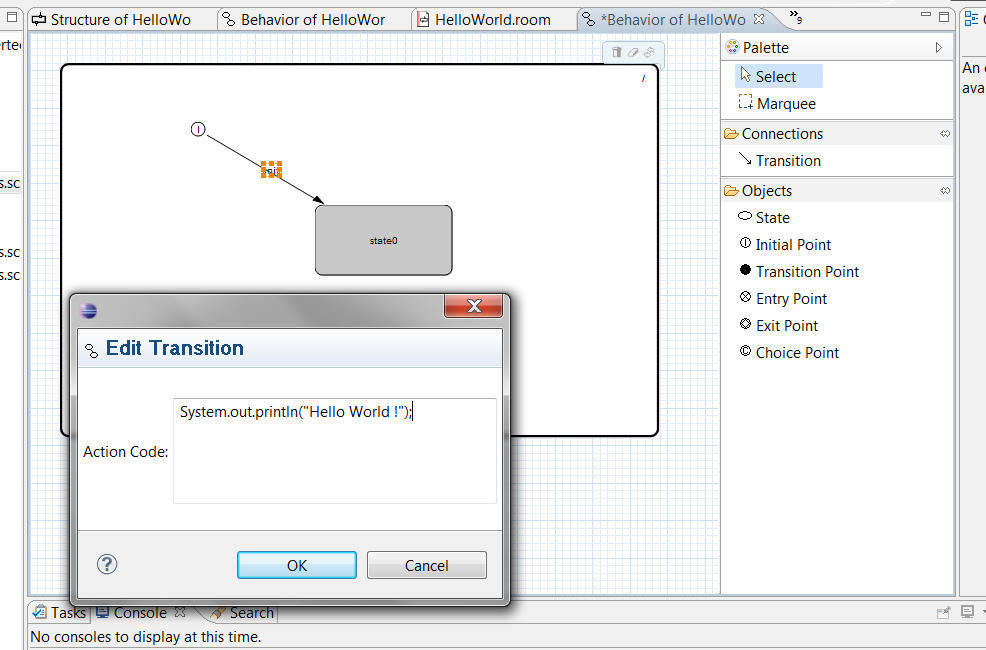 Structure of HelloWo
Behavior of HelloWor
HelloWorld.room
*Behavior of HelloWo
»9
/
I
state0
Edit Transition
Action Code:
System.out.println("Hello World !");
?
OK
Cancel
Palette
Select
Marquee
Connections
Transition
Objects
State
Initial Point
Transition Point
Entry Point
Exit Point
Choice Point
An
ava
s.sc
s.sc
s.sc
Tasks
Console
Search
No consoles to display at this time.